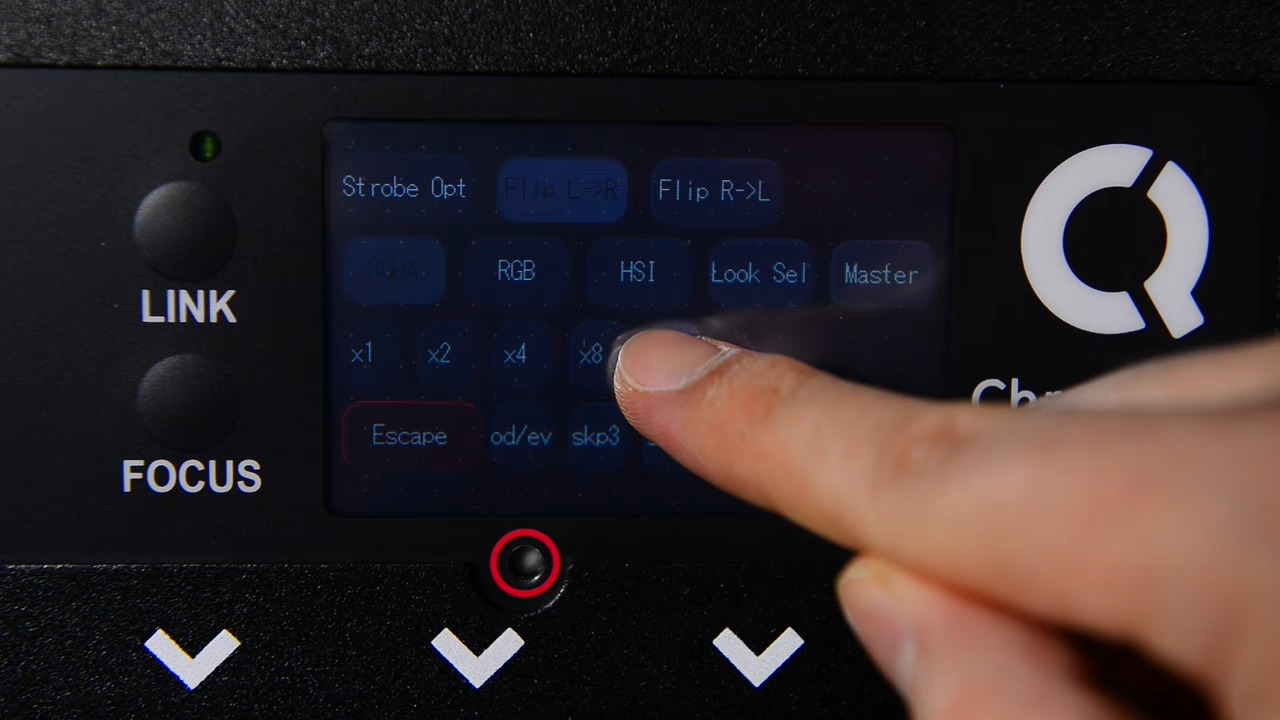 Strobe Opt Flip L->R Flip R->L
RGBA RGB HSI Look Sel Master
LINK
x1 x2 x4 x8
Escape od/ev skp3
FOCUS